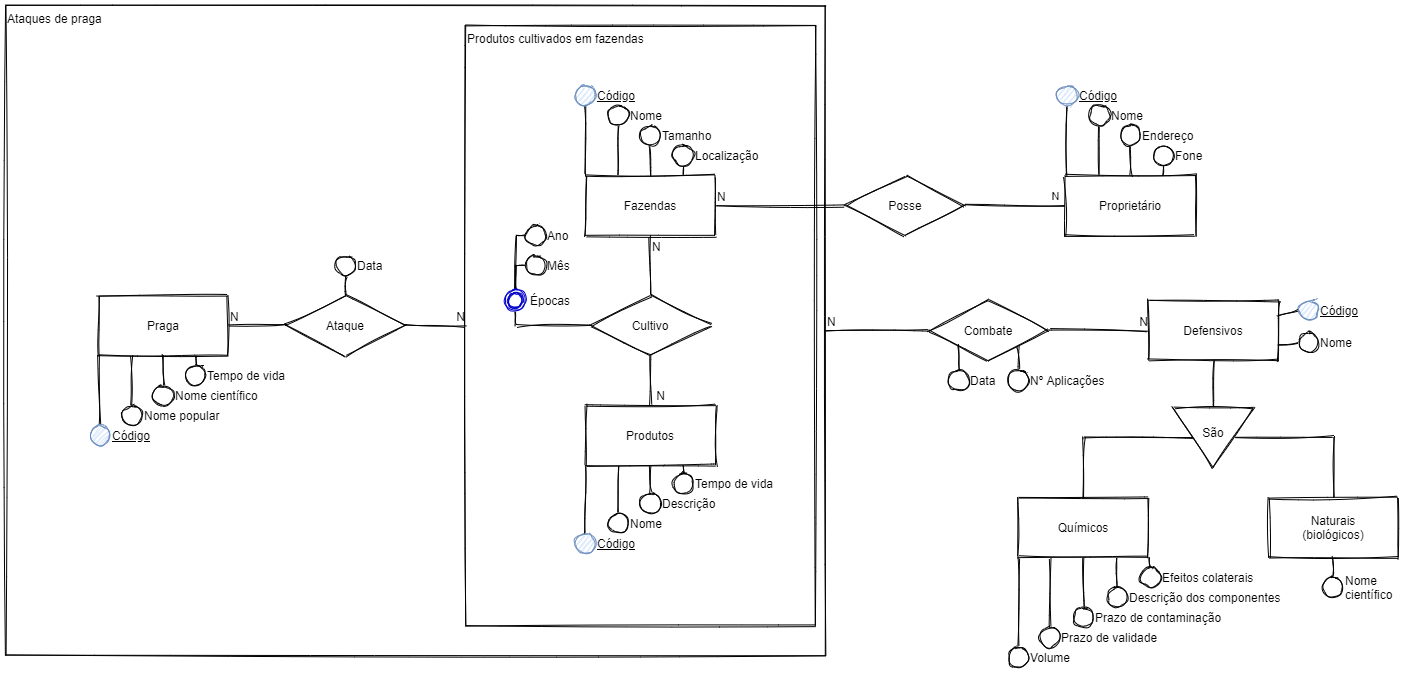 Ataques de praga
Produtos cultivados em fazendas
Código
Nome
Tamanho
Localização
Fazendas
N
N
Posse
N
Código
Nome
Endereço
Fone
Proprietário
Ano
Mês
Épocas
Cultivo
N
Produtos
Tempo de vida
Descrição
Nome
Código
Data
Praga
N
Ataque
N
Tempo de vida
Nome científico
Nome popular
Código
N
Combate
N
Data
Nº Aplicações
Defensivos
Código
Nome
São
Químicos
Efeitos colaterais
Descrição dos componentes
Prazo de contaminação
Prazo de validade
Volume
Naturais
(biológicos)
Nome
científico